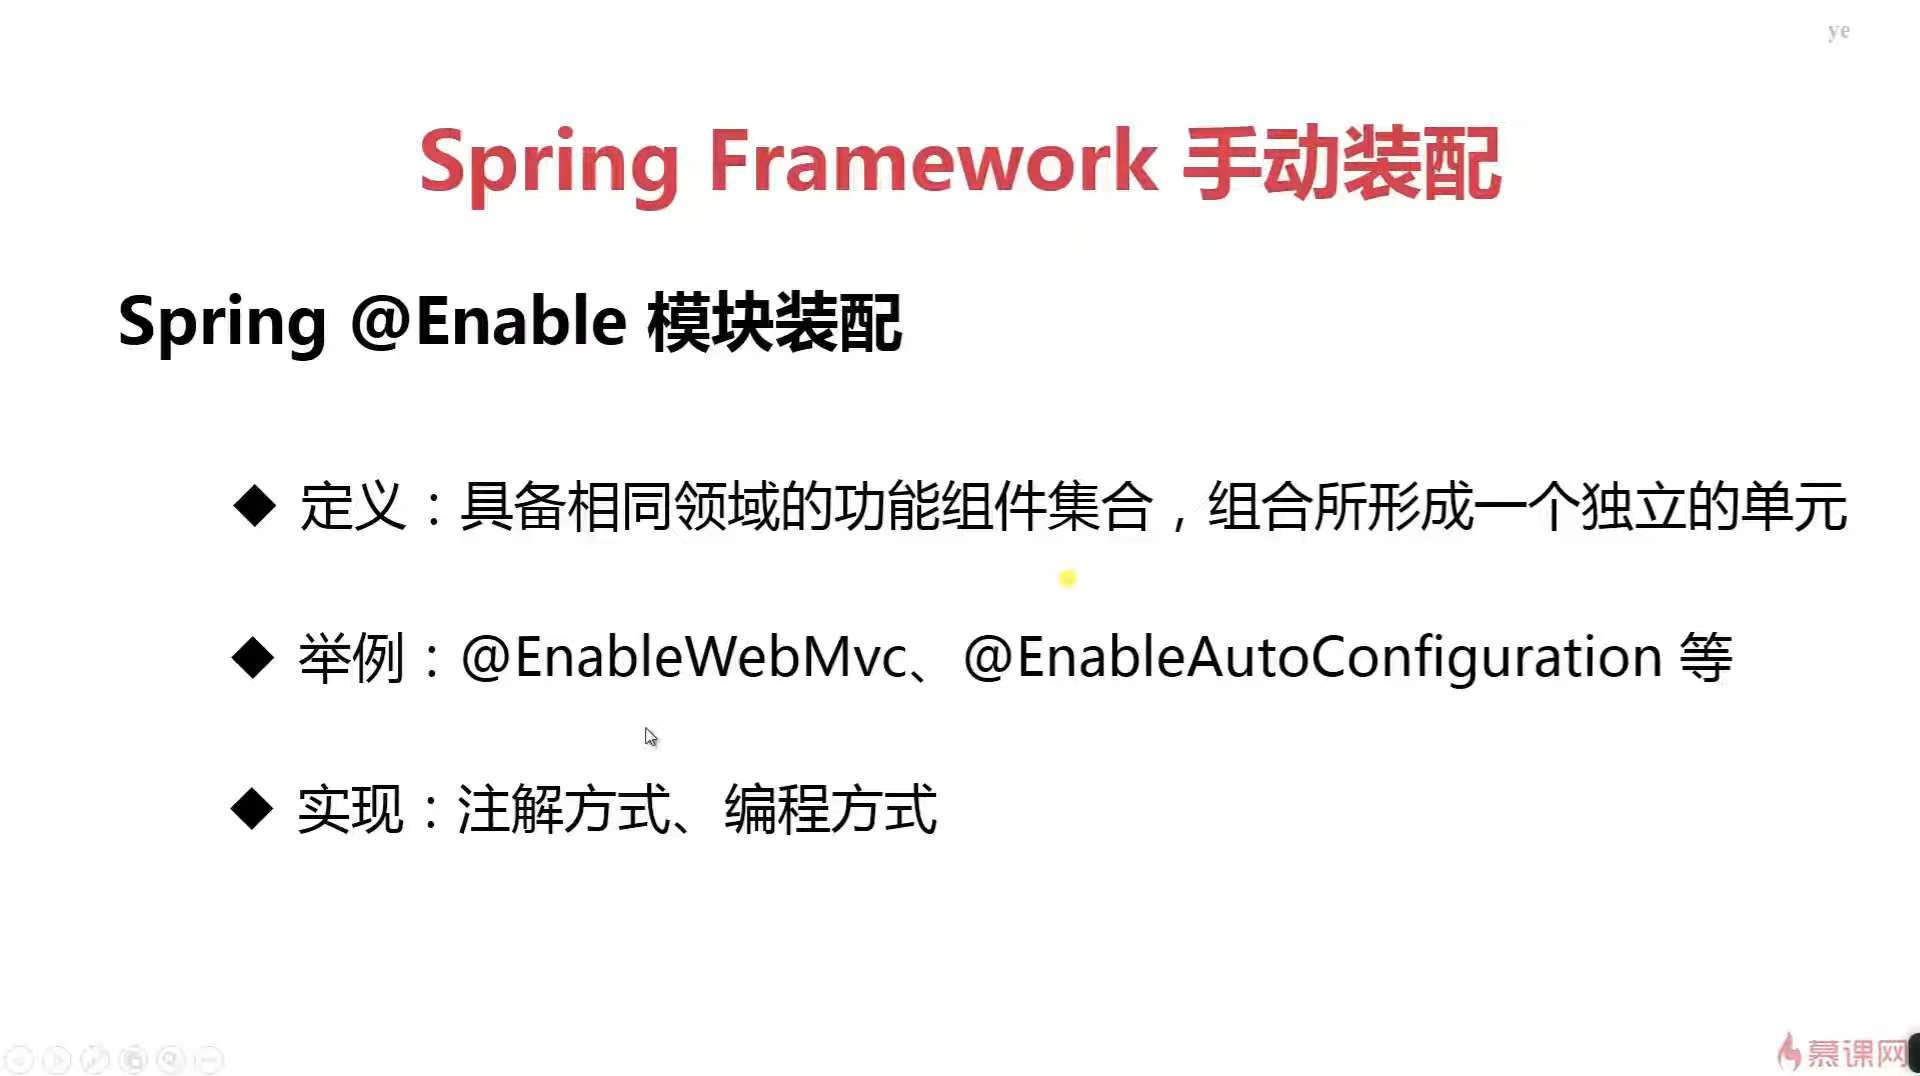 ye
Spring Framework 手动装配
Spring @Enable 模块装配
◆ 定义：具备相同领域的功能组件集合，组合所形成一个独立的单元
◆ 举例：@EnableWebMvc、@EnableAutoConfiguration 等
◆ 实现：注解方式、编程方式
慕课网